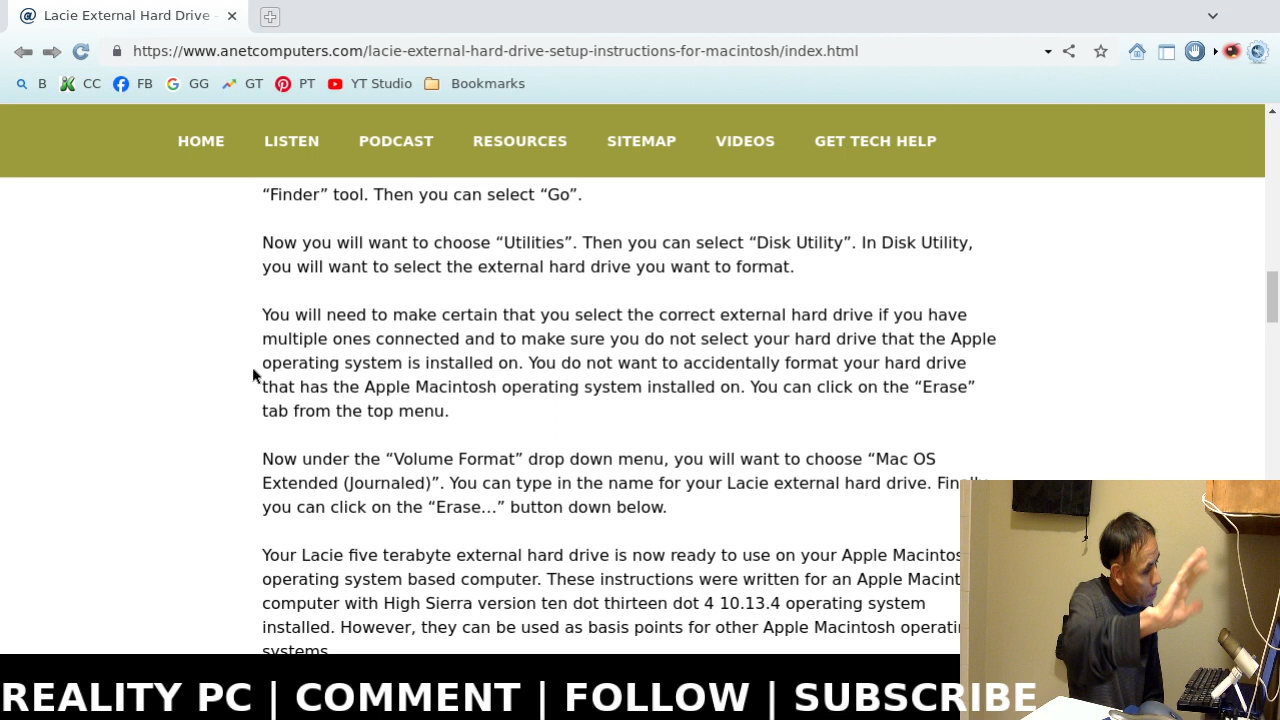 Lacie External Hard Drive -
https://www.anetcomputers.com/lacie-external-hard-drive-setup-instructions-for-macintosh/index.html
B CC FB GG GT PT YT Studio Bookmarks
HOME LISTEN PODCAST RESOURCES SITEMAP VIDEOS GET TECH HELP
“Finder” tool. Then you can select “Go”.
Now you will want to choose “Utilities”. Then you can select “Disk Utility”. In Disk Utility,
you will want to select the external hard drive you want to format.
You will need to make certain that you select the correct external hard drive if you have
multiple ones connected and to make sure you do not select your hard drive that the Apple
operating system is installed on. You do not want to accidentally format your hard drive
that has the Apple Macintosh operating system installed on. You can click on the “Erase”
tab from the top menu.
Now under the “Volume Format” drop down menu, you will want to choose “Mac OS
Extended (Journaled)”. You can type in the name for your Lacie external hard drive.
you can click on the “Erase…” button down below.
Your Lacie five terabyte external hard drive is now ready to use on your Apple
operating system based computer. These instructions were written for an Apple
computer with High Sierra version ten dot thirteen dot 4 10.13.4 operating system
installed. However, they can be used as basis points for other Apple Macintosh
systems.
REALITY PC | COMMENT | FOLLOW | SUBSCRIBE